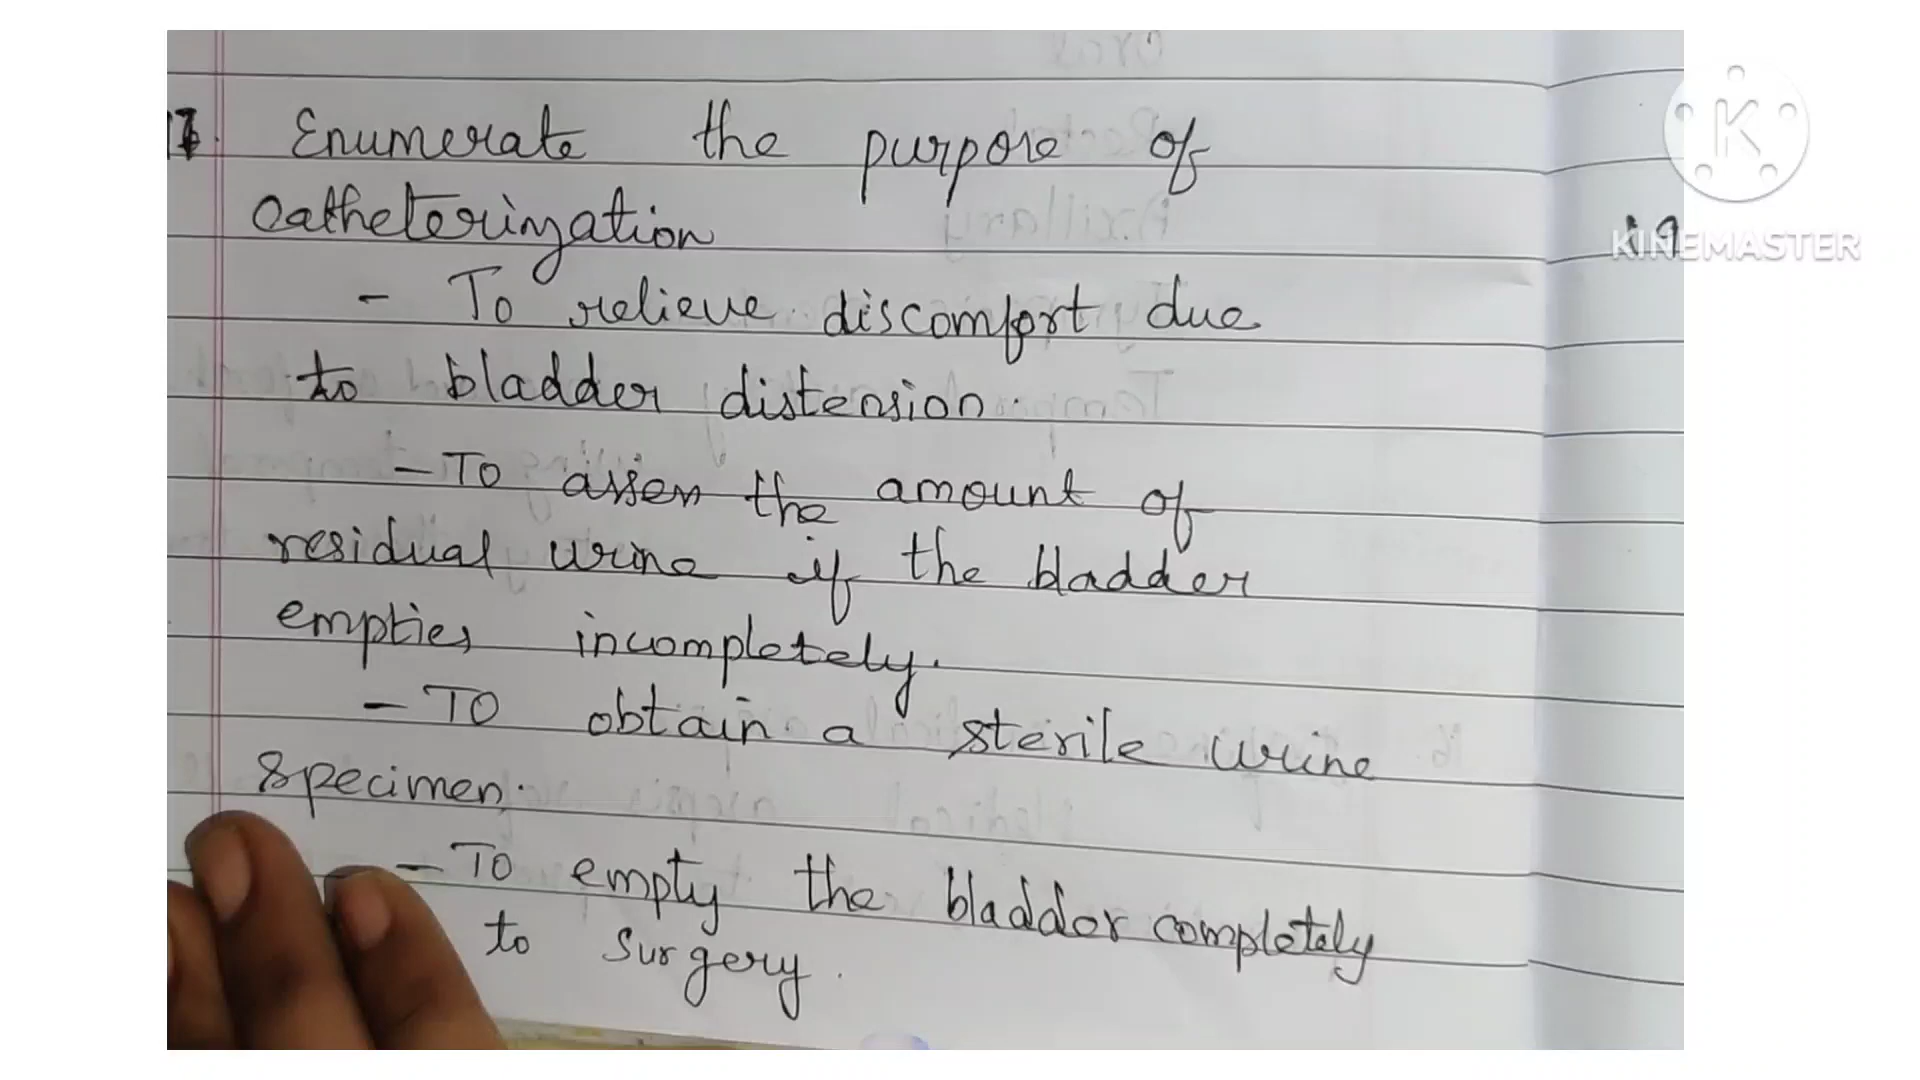 17. Enumerate the purpose of
Catheterization
- To relieve discomfort due
to bladder distension.
- To assess the amount of
residual urine if the bladder
empties incompletely.
- To obtain a sterile urine
specimen.
- To empty the bladder completely
to surgery.
19
K
KINEMASTER